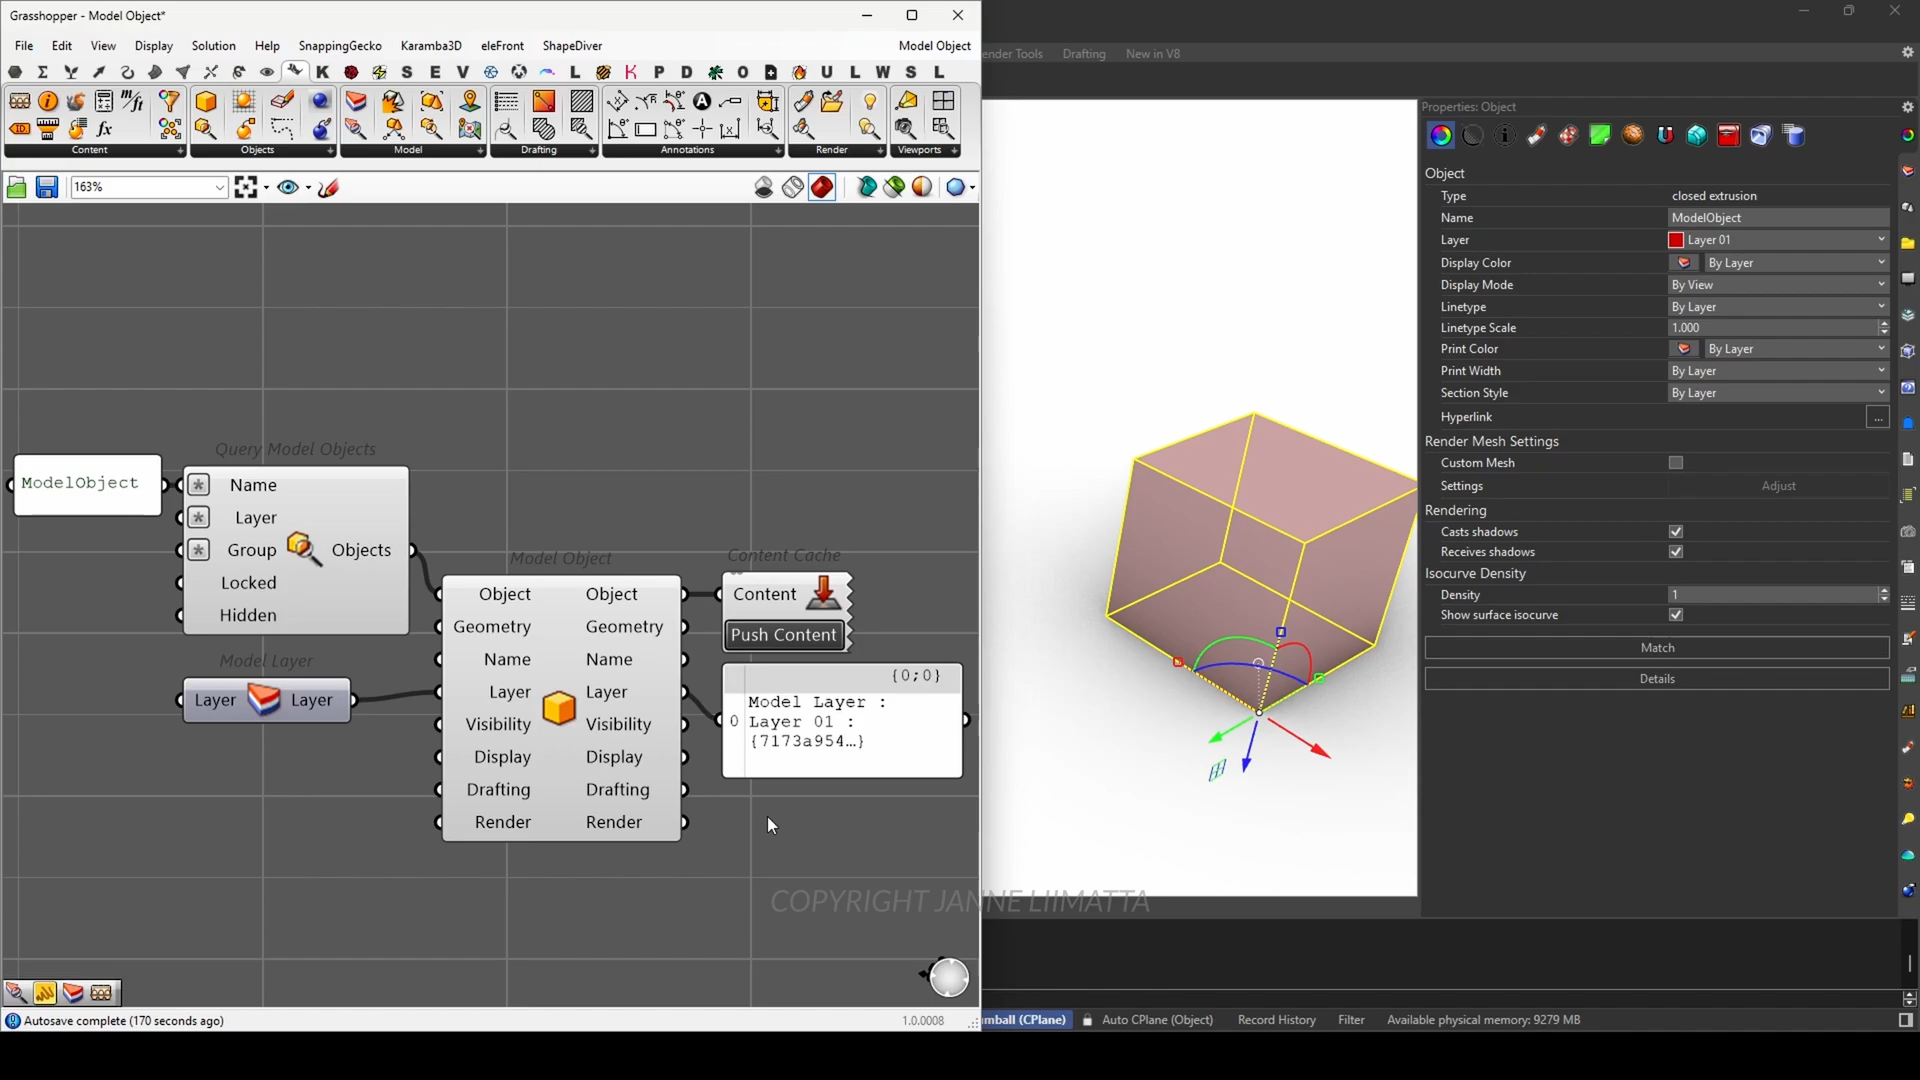 Grasshopper - Model Object*
File Edit View Display Solution Help SnappingGecko Karamba3D eleFront ShapeDiver Model Object
ender Tools Drafting New in V8
K S E V L K P D O U L W S L
m/ft
ID fx
Content Objects Model Drafting Annotations Render Viewports
163%
Properties: Object
Object
Type closed extrusion
Name ModelObject
Layer Layer 01
Display Color By Layer
Display Mode By View
Linetype By Layer
Linetype Scale 1.000
Print Color By Layer
Print Width By Layer
Section Style By Layer
Hyperlink ...
Render Mesh Settings
Custom Mesh
Settings Adjust
Rendering
Casts shadows
Receives shadows
Isocurve Density
Density 1
Show surface isocurve
Match
Details
Query Model Objects
ModelObject
Name
Layer
Group Objects
Locked
Hidden
Model Layer
Layer Layer
Model Object
Object Object
Geometry Geometry
Name Name
Layer Layer
Visibility Visibility
Display Display
Drafting Drafting
Render Render
Content Cache
Content
Push Content
{0;0}
0 Model Layer :
Layer 01 :
{7173a954…}
COPYRIGHT JANNE LIIMATTA
Autosave complete (170 seconds ago) 1.0.0008
mball (CPlane) Auto CPlane (Object) Record History Filter Available physical memory: 9279 MB